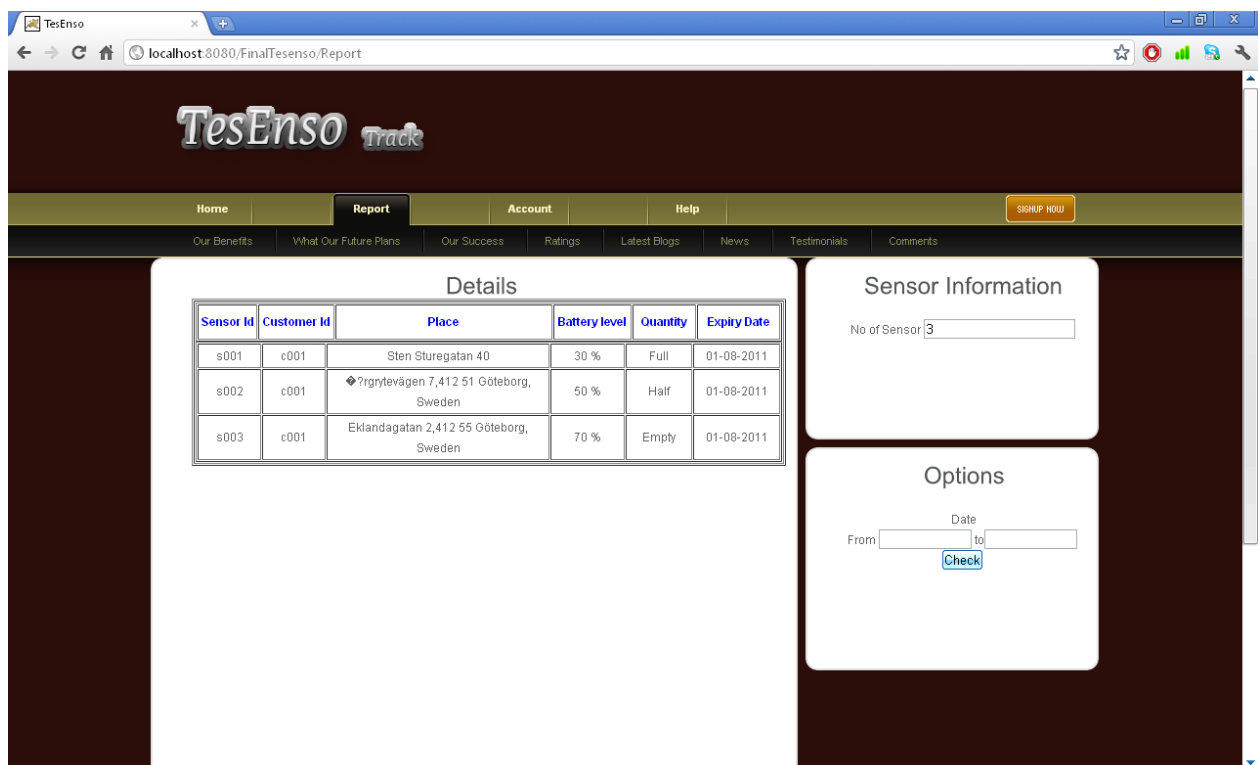 TesEnso
localhost:8080/FinalTesenso/Report
TesEnso Track
Home Report Account Help SIGNUP NOW
Our Benefits What Our Future Plans Our Success Ratings Latest Blogs News Testimonials Comments
Details
Sensor Id Customer Id Place Battery level Quantity Expiry Date
s001 c001 Sten Sturegatan 40 30 % Full 01-08-2011
s002 c001 �?rgrytevägen 7,412 51 Göteborg, Sweden 50 % Half 01-08-2011
s003 c001 Eklandagatan 2,412 55 Göteborg, Sweden 70 % Empty 01-08-2011
Sensor Information
No of Sensor 3
Options
Date
From to
Check